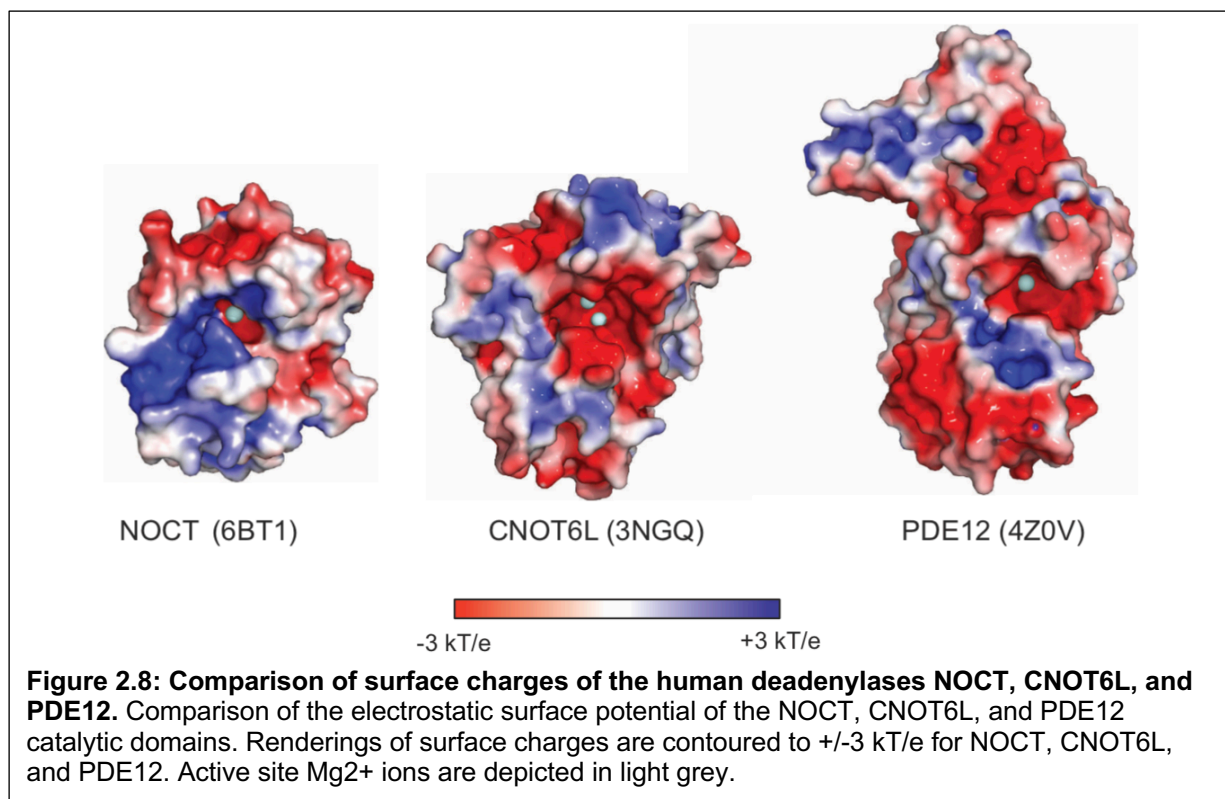 NOCT (6BT1)
CNOT6L (3NGQ)
PDE12 (4Z0V)
-3 kT/e
+3 kT/e
Figure 2.8: Comparison of surface charges of the human deadenylases NOCT, CNOT6L, and
PDE12. Comparison of the electrostatic surface potential of the NOCT, CNOT6L, and PDE12
catalytic domains. Renderings of surface charges are contoured to +/-3 kT/e for NOCT, CNOT6L,
and PDE12. Active site Mg2+ ions are depicted in light grey.